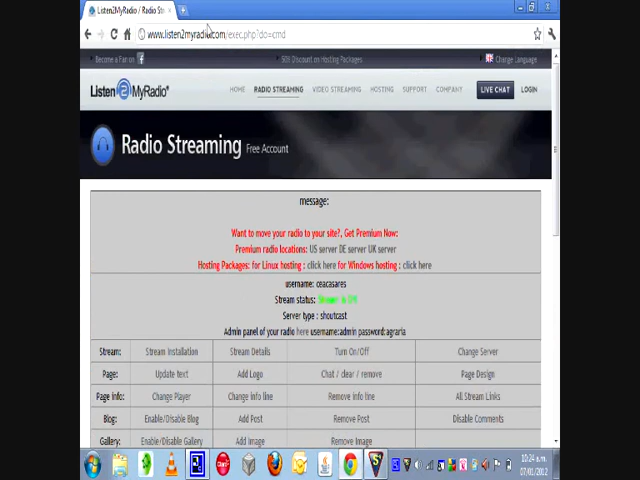 Listen2MyRadio / Radio Str
www.listen2myradio.com/exec.php?do=cmd
Become a Fan on
50% Discount on Hosting Packages
Change Language
Listen 2 MyRadio
HOME RADIO STREAMING VIDEO STREAMING HOSTING SUPPORT COMPANY LIVE CHAT LOGIN
Radio Streaming Free Account
message:
Want to move your radio to your site?, Get Premium Now:
Premium radio locations: US server DE server UK server
Hosting Packages: for Linux hosting : click here for Windows hosting : click here
username: ceacasares
Stream status:
Server type : shoutcast
Admin panel of your radio here username:admin password:agraria
Stream: Stream Installation Stream Details Turn On/Off Change Server
Page: Update text Add Logo Chat / clear / remove Page Design
Page Info: Change Player Change info line Remove info line All Stream Links
Blog: Enable/Disable Blog Add Post Remove Post Disable Comments
Gallery: Enable/Disable Gallery Add Image Remove Image
10:24 a.m.
07/01/2012